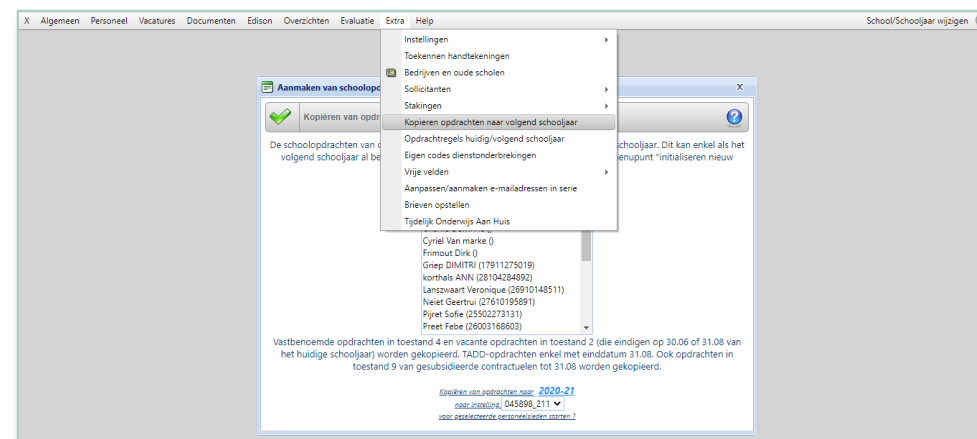 X Algemeen Personeel Vacatures Documenten Edison Overzichten Evaluatie Extra Help School/Schooljaar wijzigen
Instellingen
Toekennen handtekeningen
Bedrijven en oude scholen
Sollicitanten
Stakingen
Kopieren opdrachten naar volgend schooljaar
Opdrachtregels huidig/volgend schooljaar
Eigen codes dienstonderbrekingen
Vrije velden
Aanpassen/aanmaken e-mailadressen in serie
Brieven opstellen
Tijdelijk Onderwijs Aan Huis
Aanmaken van schoolopd x
Kopiëren van opdr
De schoolopdrachten van schooljaar. Dit kan enkel als het
volgend schooljaar al be enupunt "initialiseren nieuw
Cyriel Van marke ()
Frimout Dirk ()
Griep DIMITRI (17911275019)
korthals ANN (28104284892)
Lanszwaart Veronique (26910148511)
Neiet Geertrui (27610195891)
Pijret Sofie (25502273131)
Preet Febe (26003168603)
Vastbenoemde opdrachten in toestand 4 en vacante opdrachten in toestand 2 (die eindigen op 30.06 of 31.08 van
het huidige schooljaar) worden gekopieerd. TADD-opdrachten enkel met einddatum 31.08. Ook opdrachten in
toestand 9 van gesubsidieerde contractuelen tot 31.08 worden gekopieerd.
Kopiëren van opdrachten naar 2020-21
naar instelling 045898_211
voor geselecteerde personeelsleden starten ?